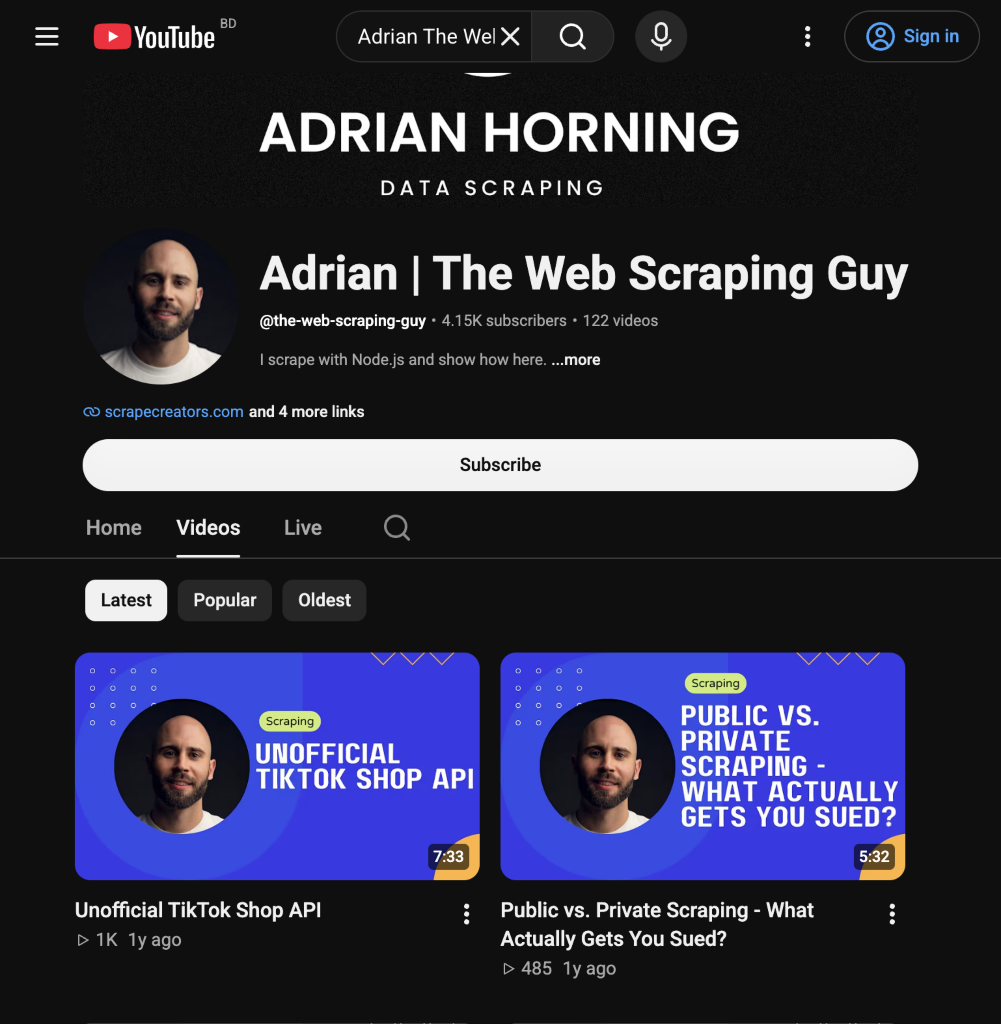 YouTube BD
Adrian The Wel
Sign in
ADRIAN HORNING
DATA SCRAPING
Adrian | The Web Scraping Guy
@the-web-scraping-guy • 4.15K subscribers • 122 videos
I scrape with Node.js and show how here. ...more
scrapecreators.com and 4 more links
Subscribe
Home Videos Live
Latest Popular Oldest
Scraping
UNOFFICIAL
TIKTOK SHOP API
7:33
Scraping
PUBLIC VS.
PRIVATE
SCRAPING -
WHAT ACTUALLY
GETS YOU SUED?
5:32
Unofficial TikTok Shop API
1K 1y ago
Public vs. Private Scraping - What
Actually Gets You Sued?
485 1y ago